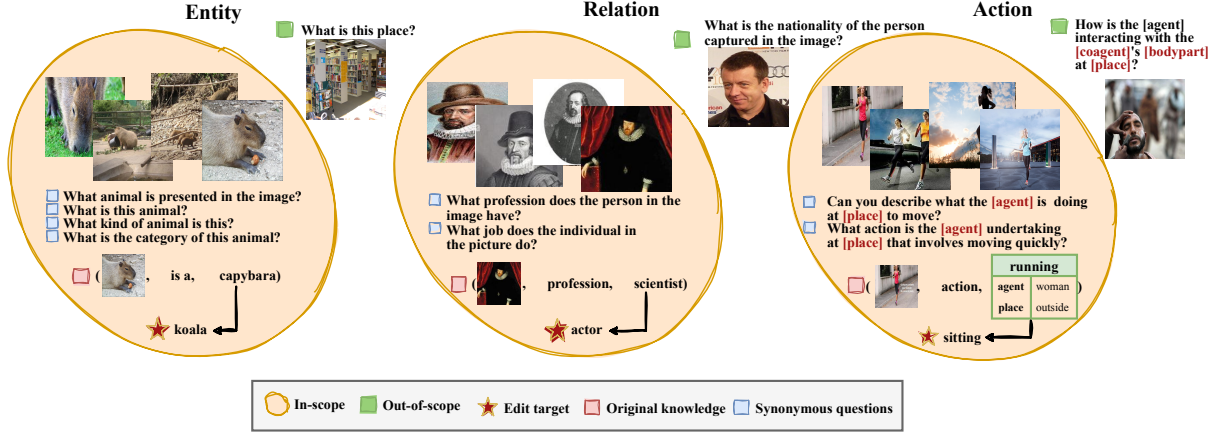 Entity
What is this place?
What animal is presented in the image?
What is this animal?
What kind of animal is this?
What is the category of this animal?
( , is a, capybara)
koala
Relation
What is the nationality of the person
captured in the image?
What profession does the person in the
image have?
What job does the individual in
the picture do?
( , profession, scientist)
actor
Action
How is the [agent]
interacting with the
[coagent]'s [bodypart]
at [place]?
Can you describe what the [agent] is doing
at [place] to move?
What action is the [agent] undertaking
at [place] that involves moving quickly?
( , action, )
running
agent woman
place outside
sitting
In-scope
Out-of-scope
Edit target
Original knowledge
Synonymous questions